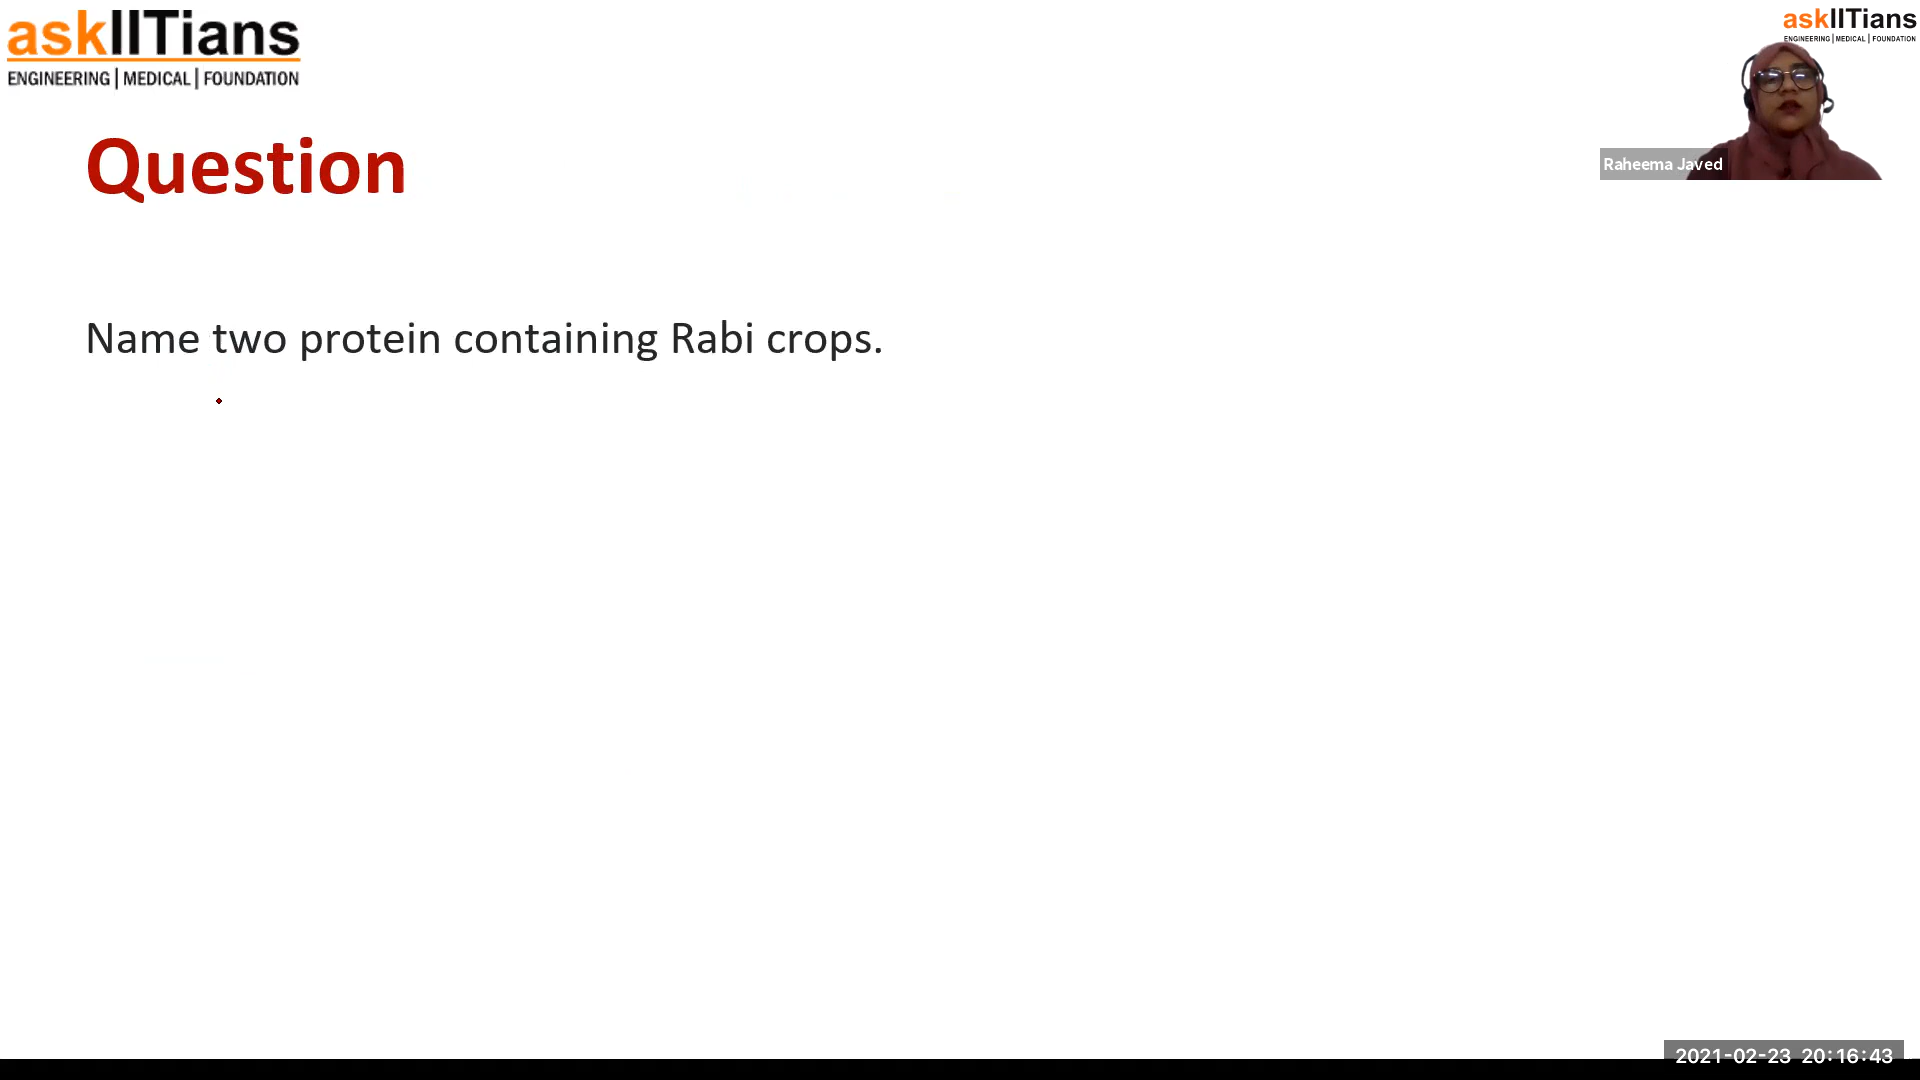 askIITians
ENGINEERING | MEDICAL | FOUNDATION
askIITians
ENGINEERING | MEDICAL | FOUNDATION
Raheema Javed
Question
Name two protein containing Rabi crops.
2021-02-23 20:16:43